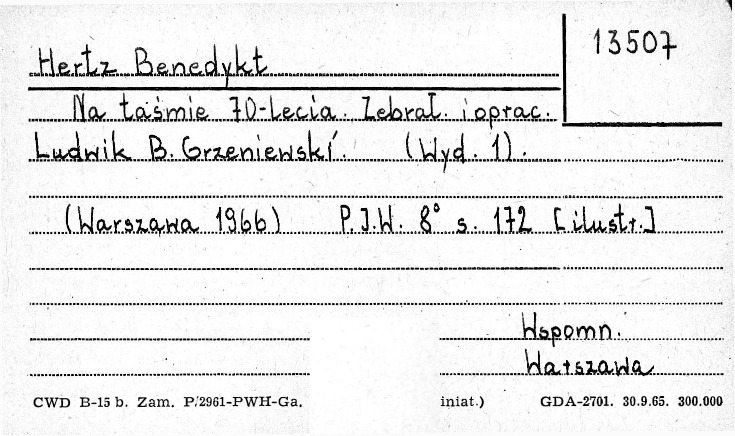 13507
Hertz Benedykt
Na taśmie 70-lecia. Zebrał. i oprac.
Ludwik B. Grzeniewski. (Wyd. 1).
(Warszawa 1966) P.I.W. 8° s. 172 [ilustr.]
Wspomn.
Warszawa
CWD B-15 b. Zam. P/2961-PWH-Ga. iniat.) GDA-2701. 30.9.65. 300.000